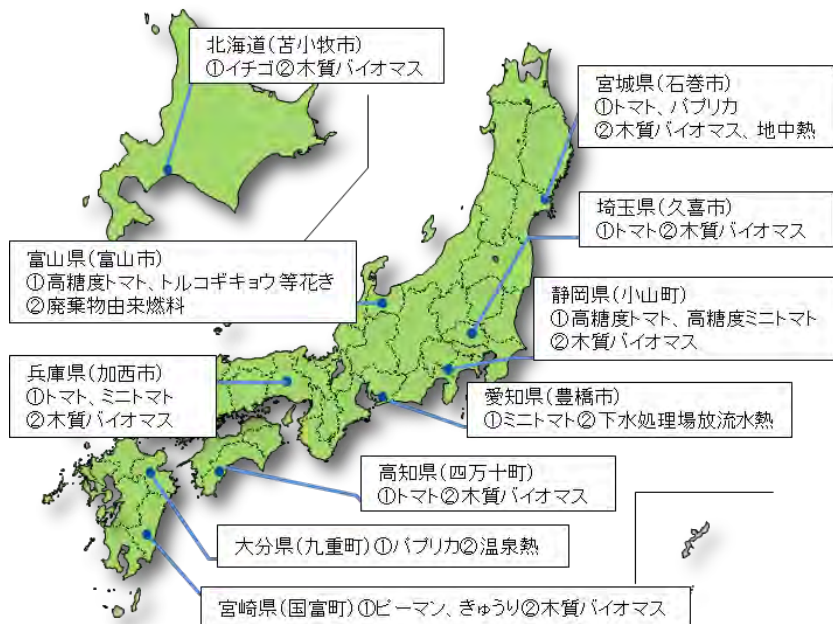 北海道(苫小牧市)
①イチゴ②木質バイオマス
宮城県(石巻市)
①トマト、パプリカ
②木質バイオマス、地中熱
埼玉県(久喜市)
①トマト②木質バイオマス
富山県(富山市)
①高糖度トマト、トルコギキョウ等花き
②廃棄物由来燃料
静岡県(小山町)
①高糖度トマト、高糖度ミニトマト
②木質バイオマス
兵庫県(加西市)
①トマト、ミニトマト
②木質バイオマス
愛知県(豊橋市)
①ミニトマト②下水処理場放流水熱
高知県(四万十町)
①トマト②木質バイオマス
大分県(九重町)①パプリカ②温泉熱
宮崎県(国富町)①ピーマン、きゅうり②木質バイオマス